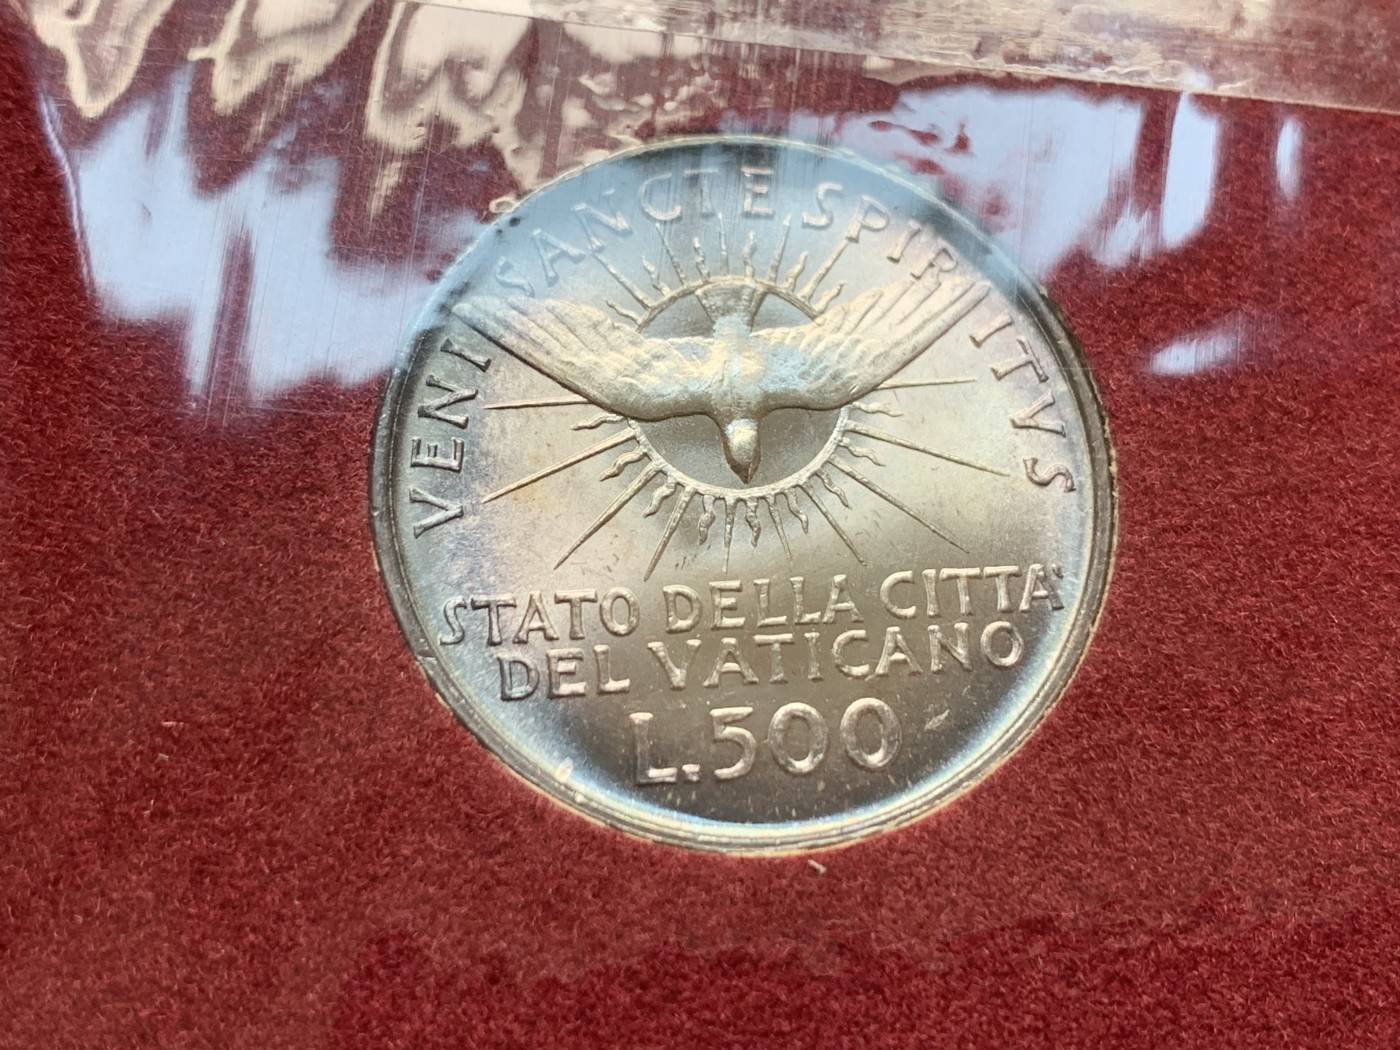 VENI SANCTE SPIRITVS
STATO DELLA CITTA'
DEL VATICANO
L.500